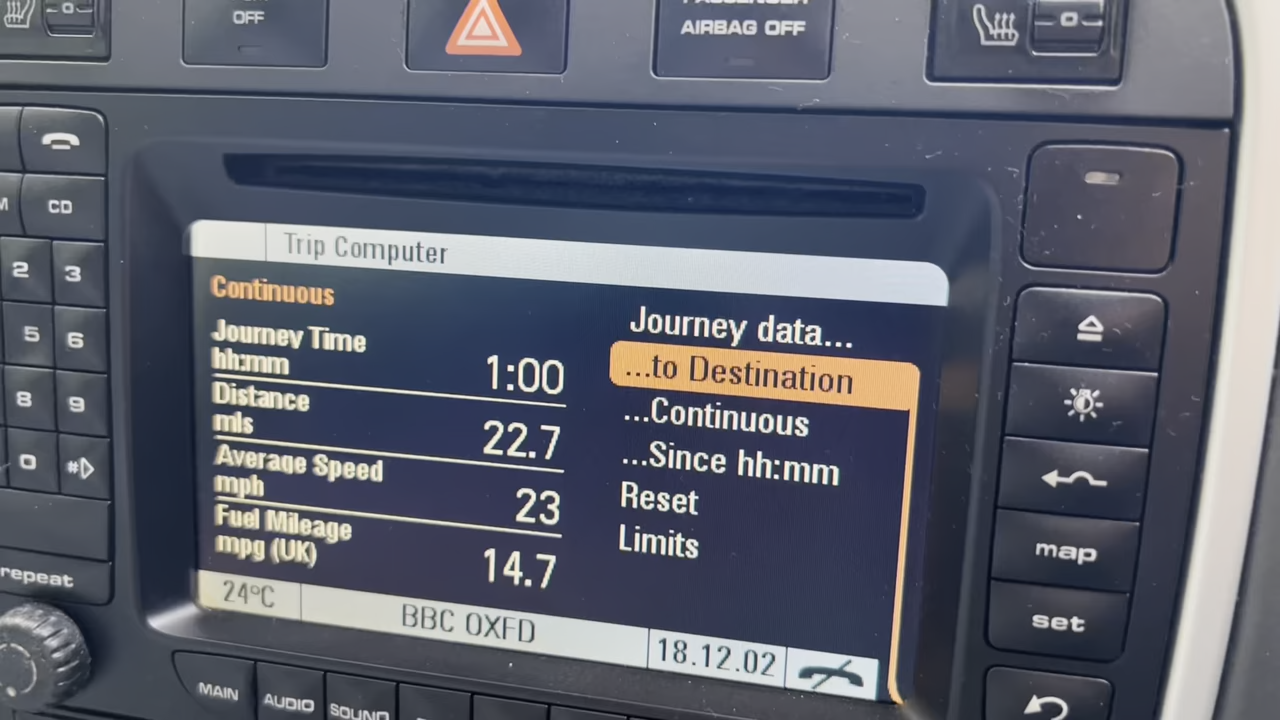 OFF
AIRBAG OFF
CD
2 3
5 6
8 9
0 #
repeat
Trip Computer
Continuous
Journey Time
hh:mm 1:00
Distance
mls 22.7
Average Speed
mph 23
Fuel Mileage
mpg (UK) 14.7
Journey data...
...to Destination
...Continuous
...Since hh:mm
Reset
Limits
24°C BBC OXFD 18.12.02
map
set
MAIN AUDIO SOUND